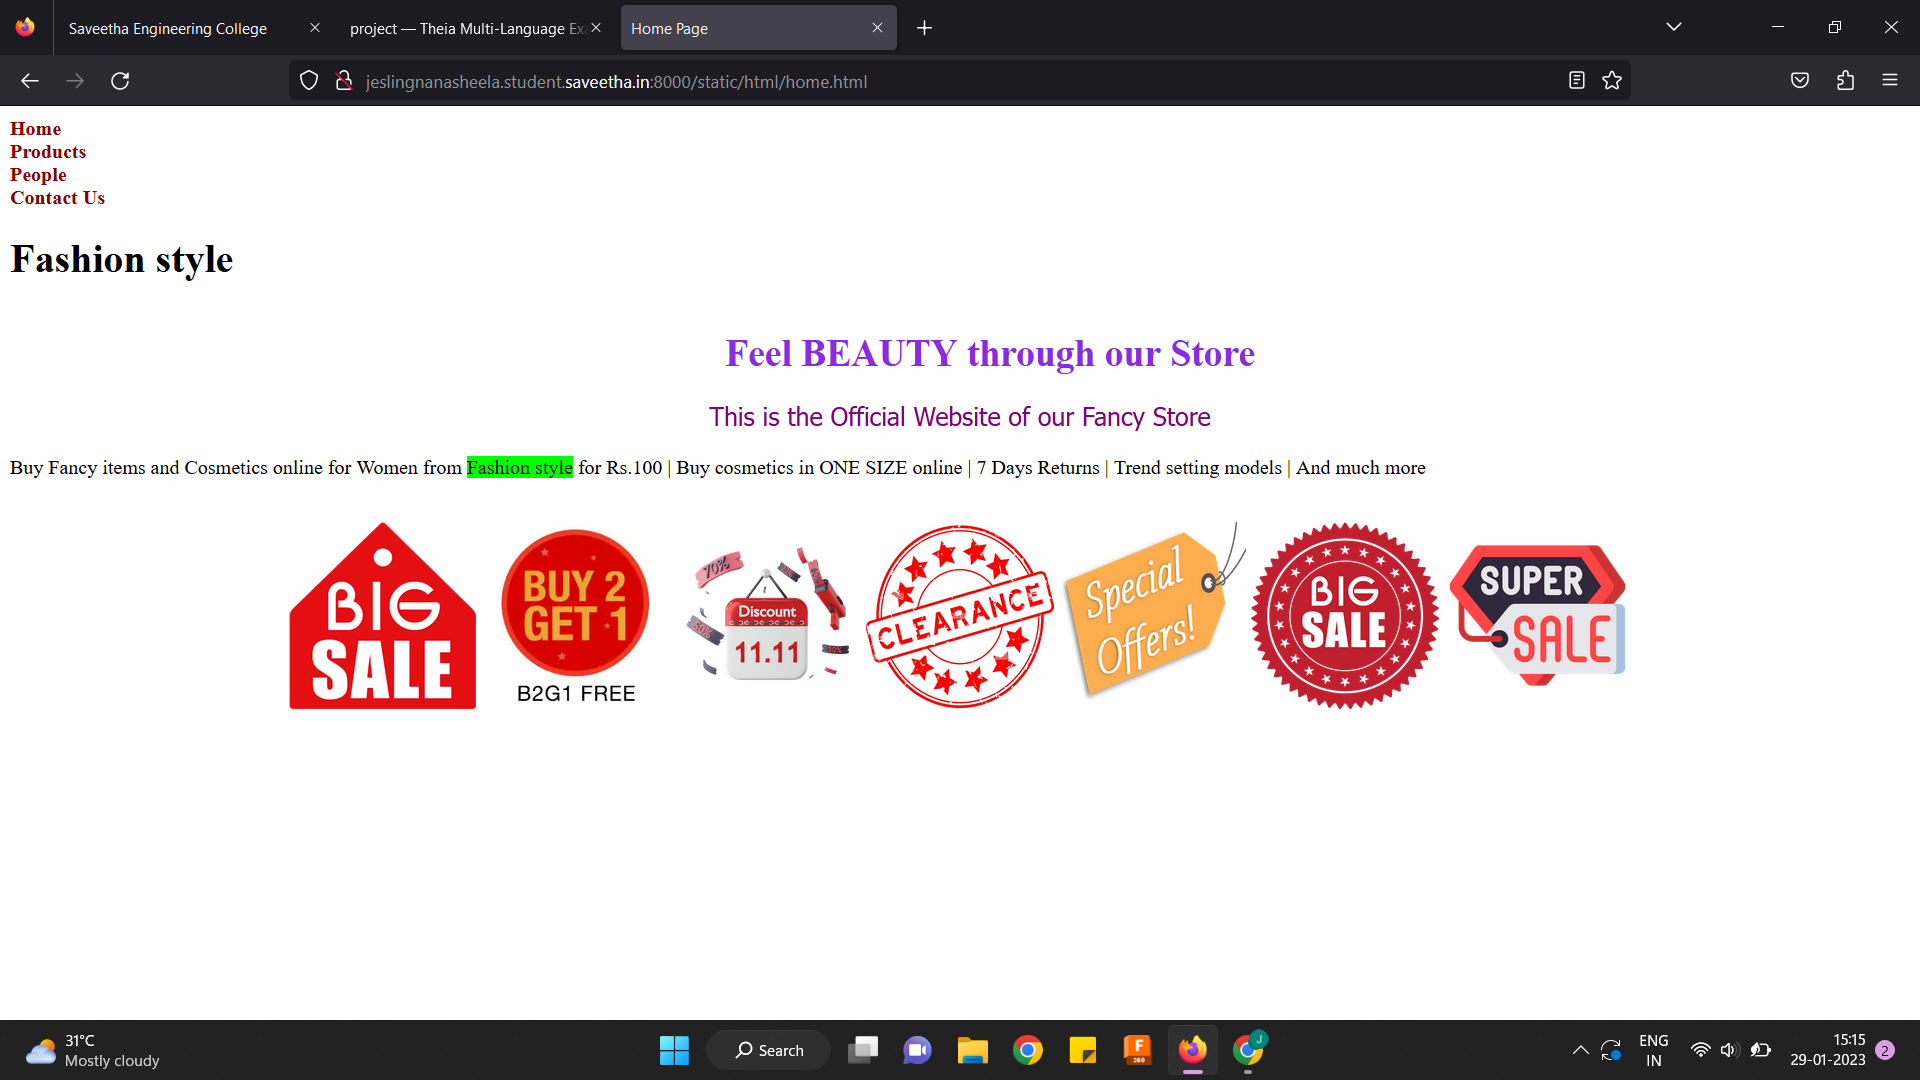 Saveetha Engineering College
project — Theia Multi-Language Exa
Home Page
jeslingnanasheela.student.saveetha.in:8000/static/html/home.html
Home
Products
People
Contact Us
Fashion style
Feel BEAUTY through our Store
This is the Official Website of our Fancy Store
Buy Fancy items and Cosmetics online for Women from Fashion style for Rs.100 | Buy cosmetics in ONE SIZE online | 7 Days Returns | Trend setting models | And much more
BIG
SALE
BUY 2
GET 1
B2G1 FREE
70%
50%
Discount
11.11
CLEARANCE
Special
Offers!
BIG
SALE
SUPER
SALE
31°C
Mostly cloudy
Search
F
360
J
ENG
IN
15:15
29-01-2023
2